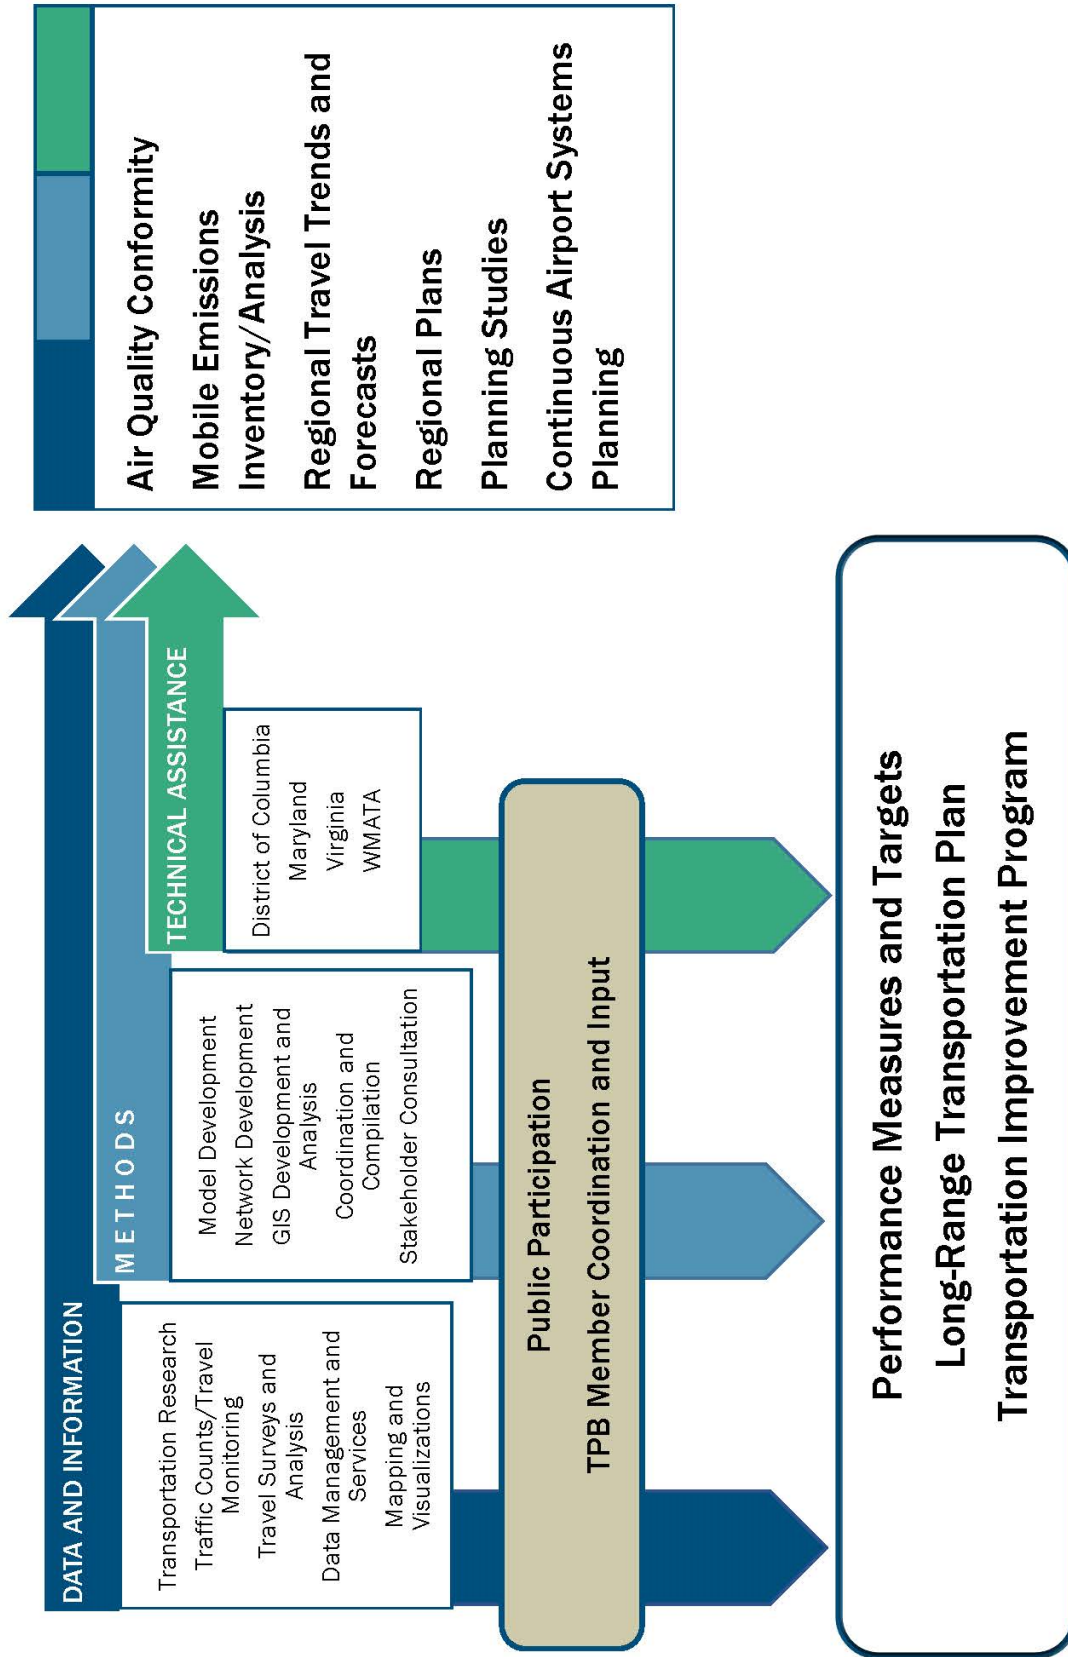 DATA AND INFORMATION
Transportation Research
Traffic Counts/Travel
Monitoring
Travel Surveys and
Analysis
Data Management and
Services
Mapping and
Visualizations
METHODS
Model Development
Network Development
GIS Development and
Analysis
Coordination and
Compilation
Stakeholder Consultation
TECHNICAL ASSISTANCE
District of Columbia
Maryland
Virginia
WMATA
Air Quality Conformity
Mobile Emissions
Inventory/Analysis
Regional Travel Trends and
Forecasts
Regional Plans
Planning Studies
Continuous Airport Systems
Planning
Public Participation
TPB Member Coordination and Input
Performance Measures and Targets
Long-Range Transportation Plan
Transportation Improvement Program